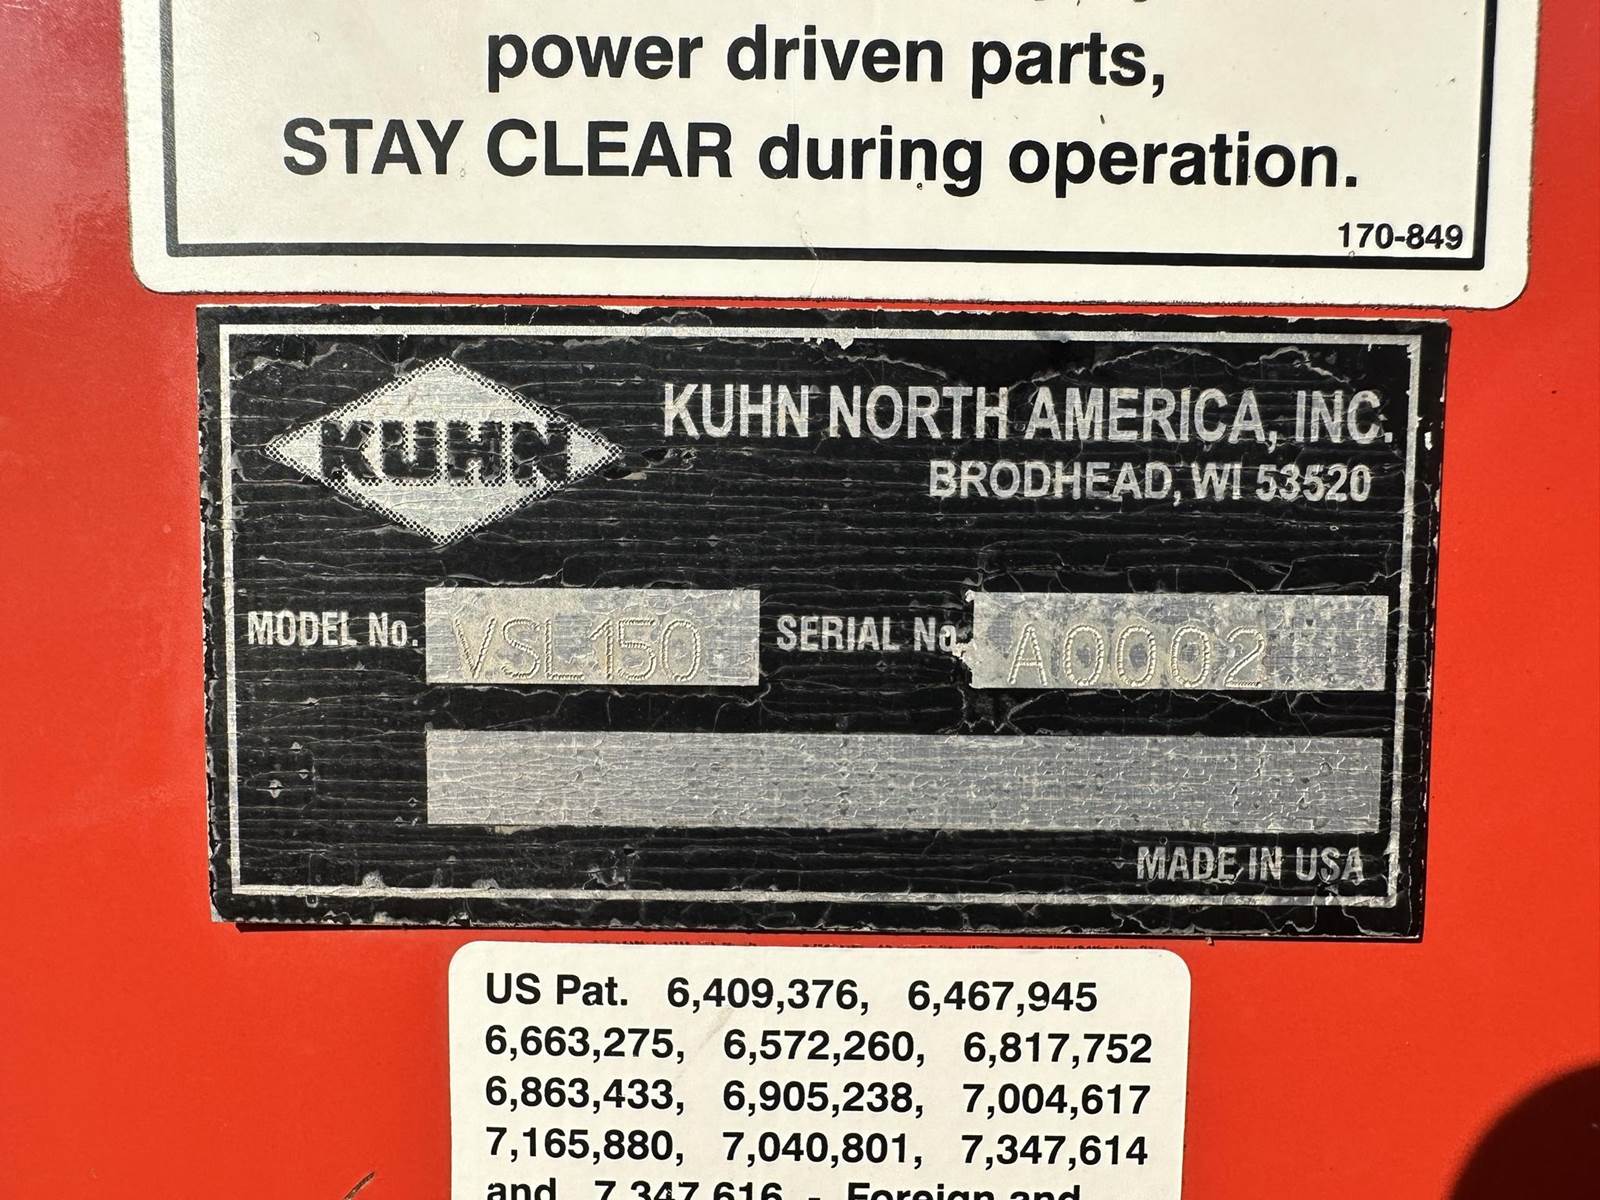 power driven parts,
STAY CLEAR during operation.
170-849
KUHN
KUHN NORTH AMERICA, INC.
BRODHEAD, WI 53520
MODEL No. VSL150 SERIAL No. A0002
MADE IN USA
US Pat. 6,409,376, 6,467,945
6,663,275, 6,572,260, 6,817,752
6,863,433, 6,905,238, 7,004,617
7,165,880, 7,040,801, 7,347,614
and 7,347,616 - Foreign and